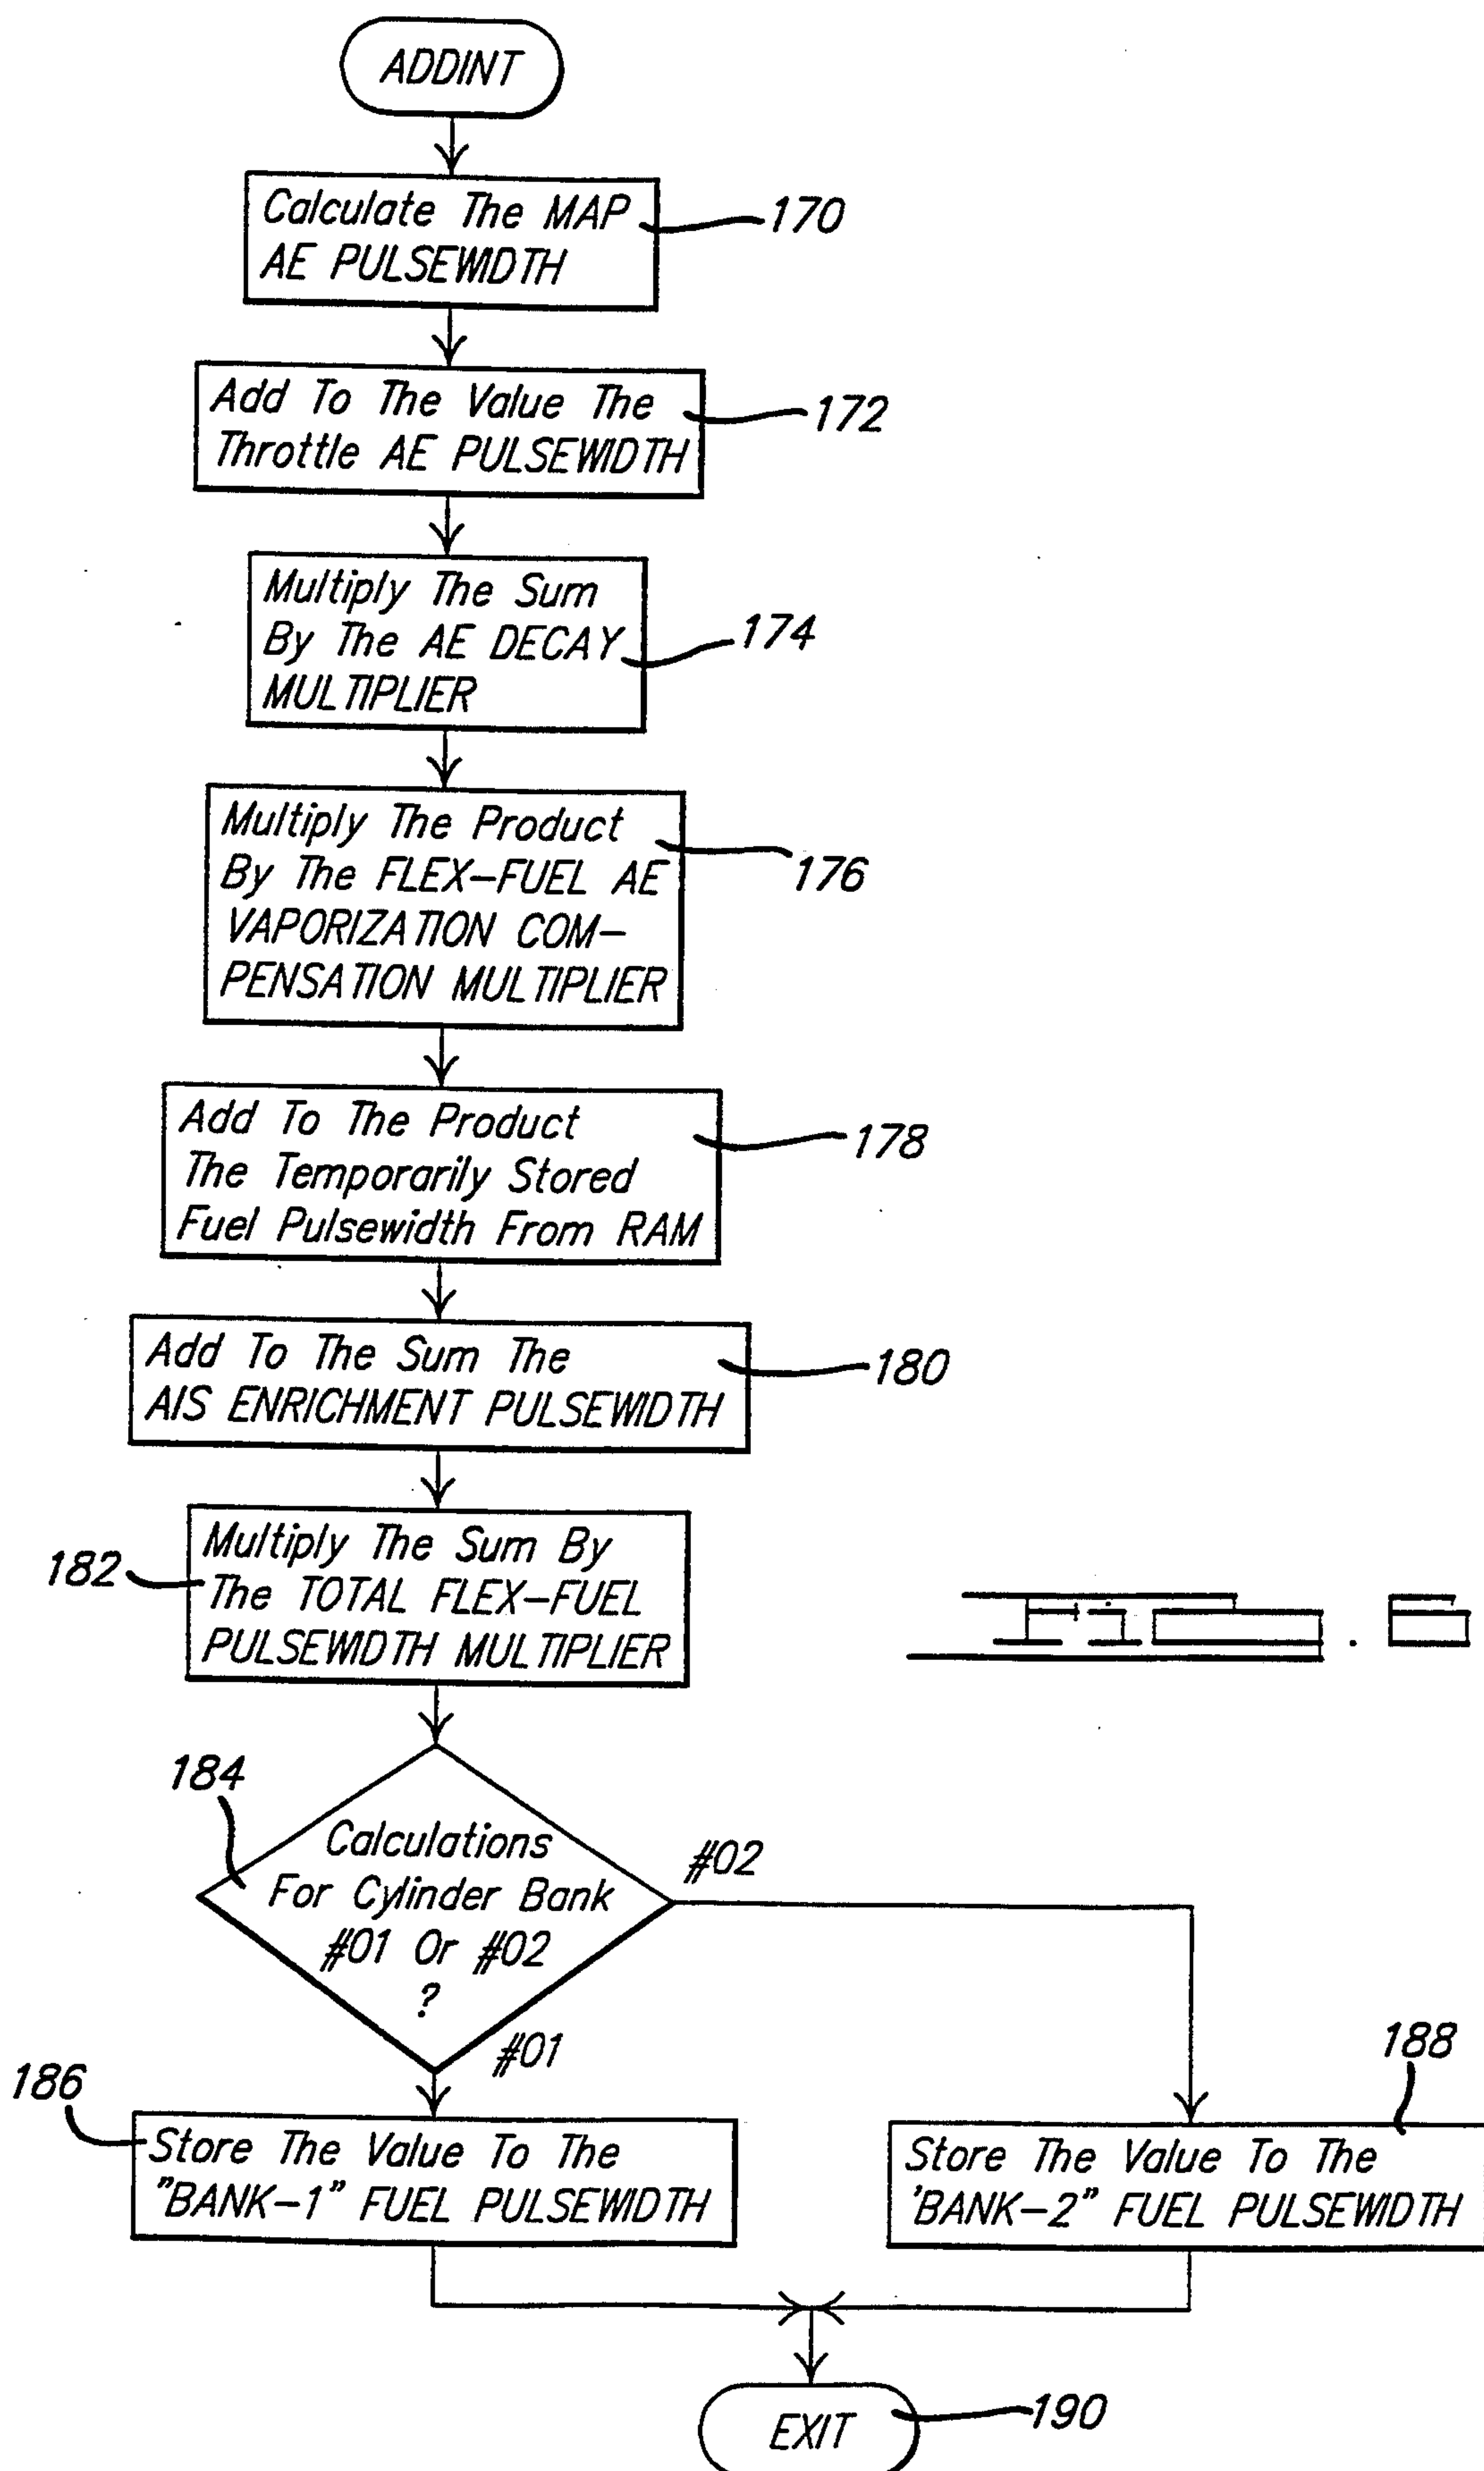 ADDINT
Calculate The MAP
AE PULSEWIDTH
170
Add To The Value The
Throttle AE PULSEWIDTH
172
Multiply The Sum
By The AE DECAY
MULTIPLIER
174
Multiply The Product
By The FLEX-FUEL AE
VAPORIZATION COM-
PENSATION MULTIPLIER
176
Add To The Product
The Temporarily Stored
Fuel Pulsewidth From RAM
178
Add To The Sum The
AIS ENRICHMENT PULSEWIDTH
180
182
Multiply The Sum By
The TOTAL FLEX-FUEL
PULSEWIDTH MULTIPLIER
184
Calculations
For Cylinder Bank
#01 Or #02
?
#02
#01
186
Store The Value To The
"BANK-1" FUEL PULSEWIDTH
188
Store The Value To The
'BANK-2" FUEL PULSEWIDTH
EXIT
190